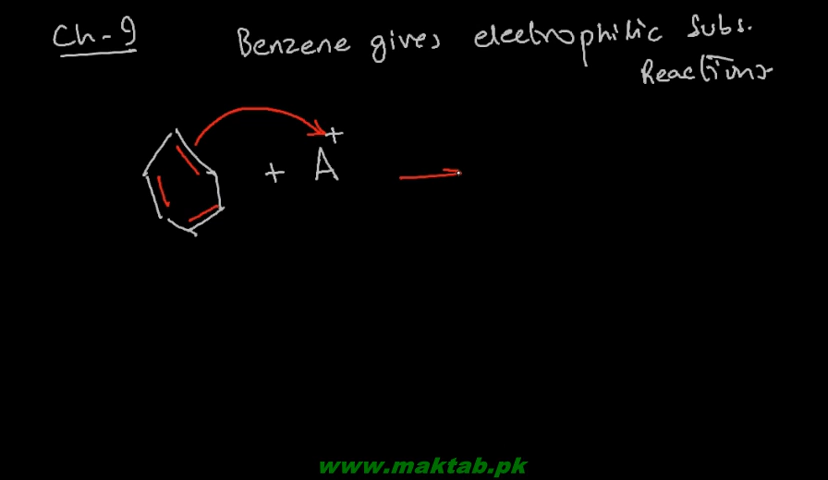 Ch-9
Benzene gives electrophilic Subs.
Reactions
+ A+
www.maktab.pk